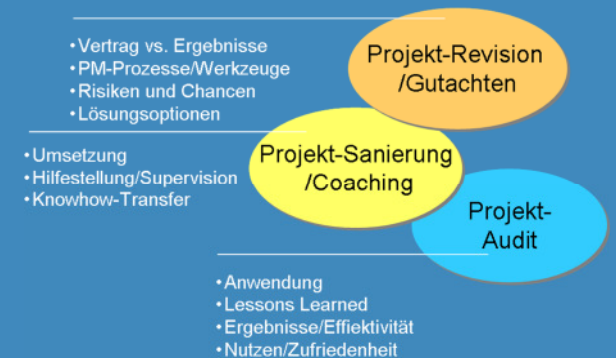 • Vertrag vs. Ergebnisse
• PM-Prozesse/Werkzeuge
• Risiken und Chancen
• Lösungsoptionen
Projekt-Revision
/Gutachten
• Umsetzung
• Hilfestellung/Supervision
• Knowhow-Transfer
Projekt-Sanierung
/Coaching
Projekt-
Audit
• Anwendung
• Lessons Learned
• Ergebnisse/Effiektivität
• Nutzen/Zufriedenheit